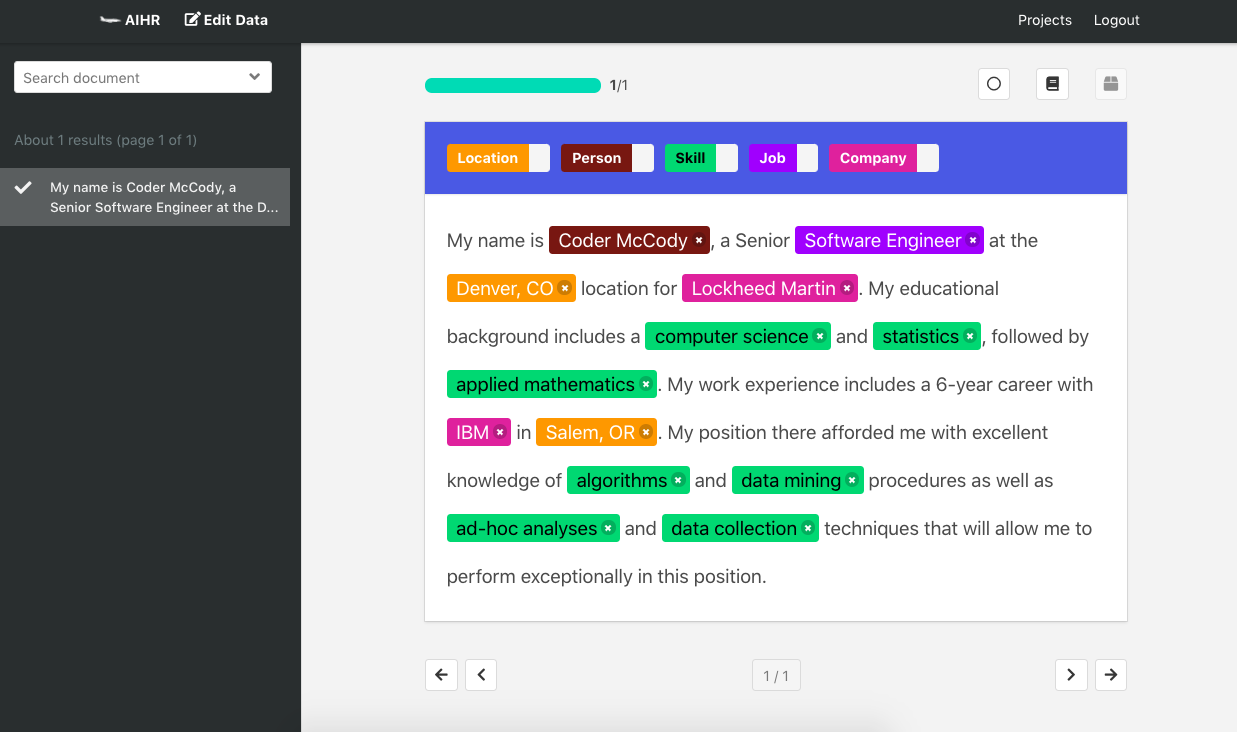 AIHR Edit Data Projects Logout
Search document
1/1
About 1 results (page 1 of 1)
Location Person Skill Job Company
My name is Coder McCody, a
Senior Software Engineer at the D...
My name is Coder McCody, a Senior Software Engineer at the
Denver, CO location for Lockheed Martin. My educational
background includes a computer science and statistics, followed by
applied mathematics. My work experience includes a 6-year career with
IBM in Salem, OR. My position there afforded me with excellent
knowledge of algorithms and data mining procedures as well as
ad-hoc analyses and data collection techniques that will allow me to
perform exceptionally in this position.
1 / 1